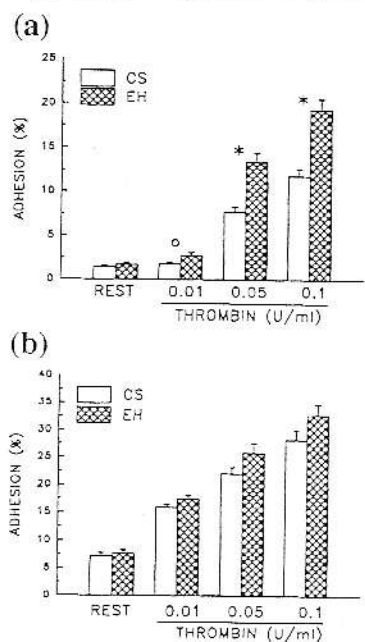 (a)
CS
EH
ADHESION (%)
25
20
15
10
5
0
*
*
o
REST 0.01 0.05 0.1
THROMBIN (U/ml)
(b)
CS
EH
ADHESION (%)
40
35
30
25
20
15
10
5
0
REST 0.01 0.05 0.1
THROMBIN (U/ml)